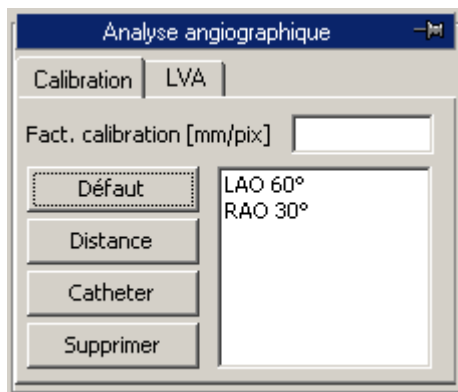 Analyse angiographique
Calibration LVA
Fact. calibration [mm/pix]
Défaut
Distance
Catheter
Supprimer
LAO 60°
RAO 30°